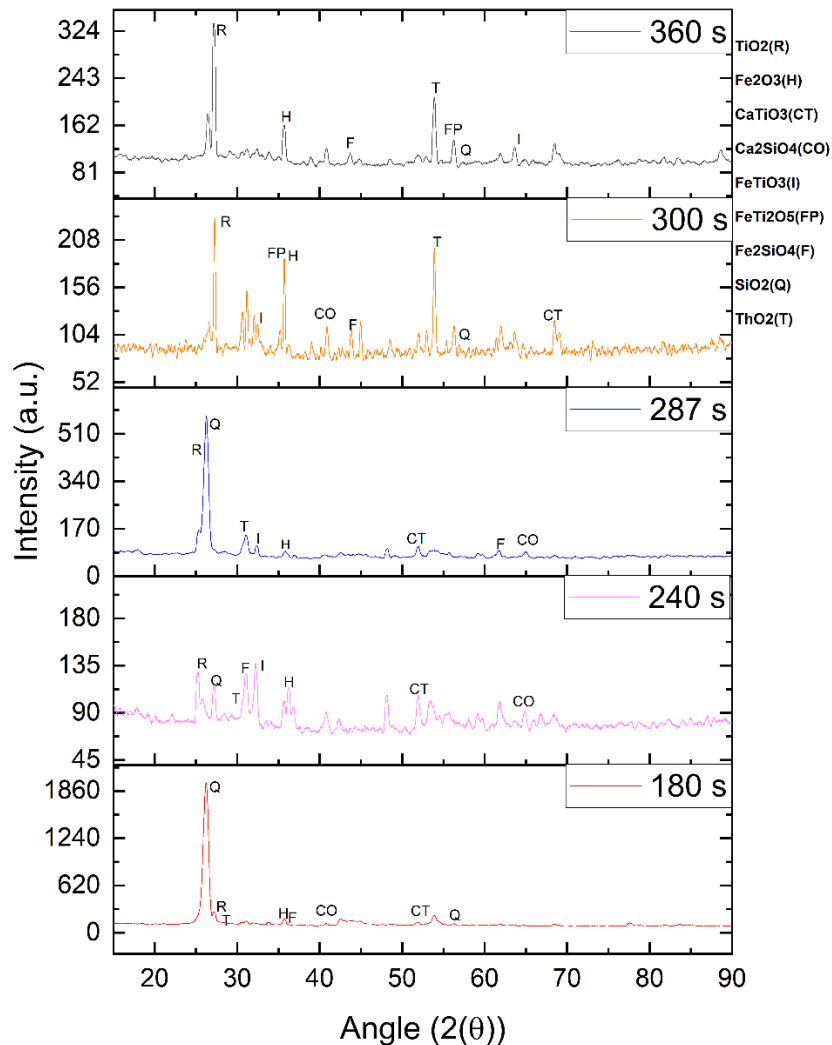 324
243
162
81
R
H
F
T
FP
Q
I
360 s
TiO2(R)
Fe2O3(H)
CaTiO3(CT)
Ca2SiO4(CO)
FeTiO3(I)
FeTi2O5(FP)
Fe2SiO4(F)
SiO2(Q)
ThO2(T)
208
156
104
52
R
I
FP
H
CO
F
T
Q
CT
300 s
510
340
170
0
R
Q
T
I
H
CT
F
CO
287 s
180
135
90
45
R
Q
T
F
I
H
CT
CO
240 s
1860
1240
620
0
Q
R
T
H
F
CO
CT
Q
180 s
Intensity (a.u.)
20 30 40 50 60 70 80 90
Angle (2(θ))